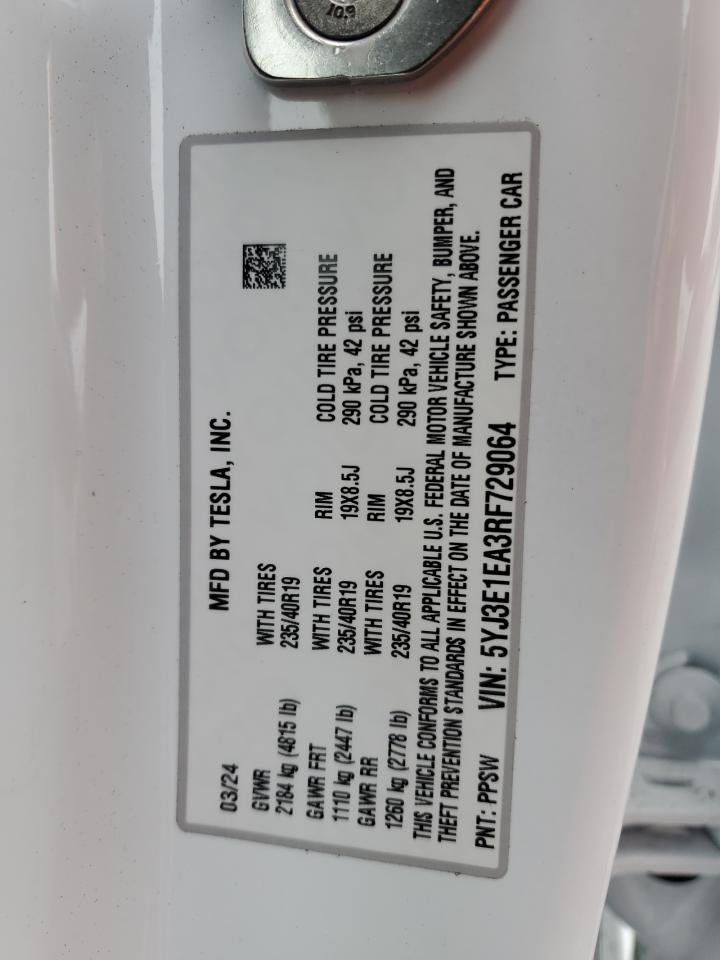 10.9
03/24 MFD BY TESLA, INC.
GVWR WITH TIRES
2184 kg (4815 lb) 235/40R19
GAWR FRT WITH TIRES RIM COLD TIRE PRESSURE
1110 kg (2447 lb) 235/40R19 19X8.5J 290 kPa, 42 psi
GAWR RR WITH TIRES RIM COLD TIRE PRESSURE
1260 kg (2778 lb) 235/40R19 19X8.5J 290 kPa, 42 psi
THIS VEHICLE CONFORMS TO ALL APPLICABLE U.S. FEDERAL MOTOR VEHICLE SAFETY, BUMPER, AND
THEFT PREVENTION STANDARDS IN EFFECT ON THE DATE OF MANUFACTURE SHOWN ABOVE.
PNT: PPSW VIN: 5YJ3E1EA3RF729064 TYPE: PASSENGER CAR